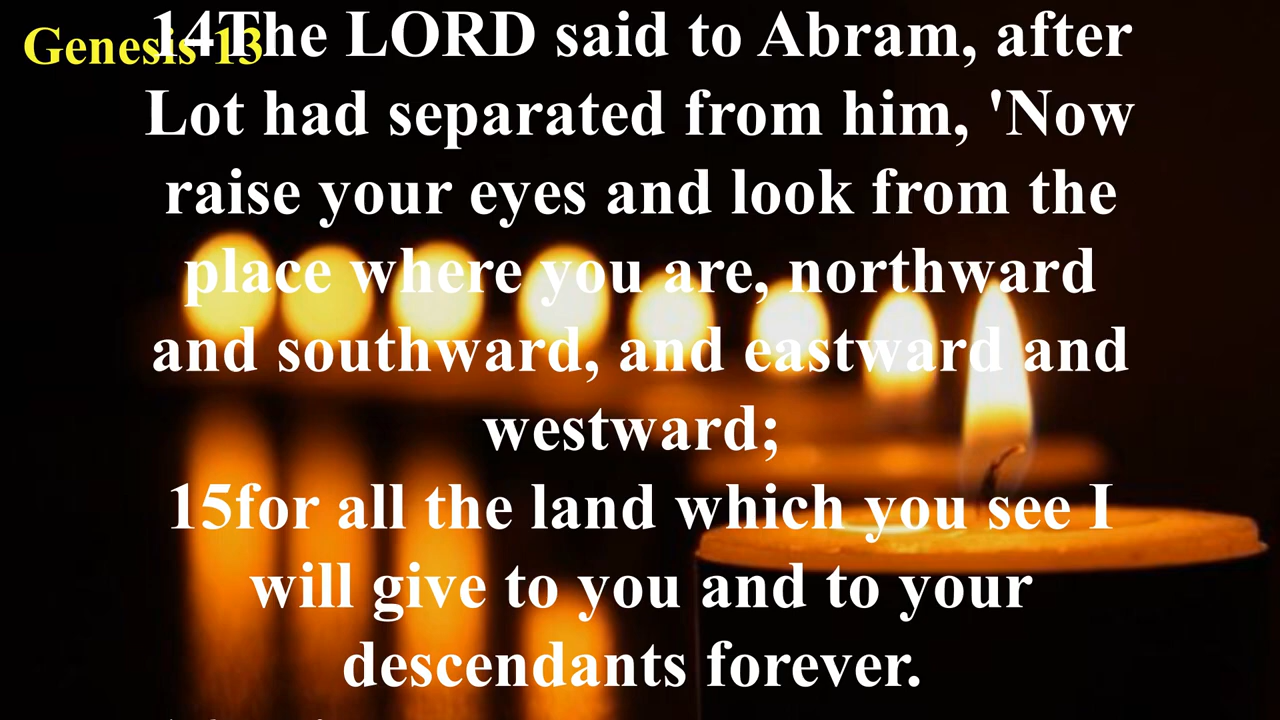 Genesis 13
14The LORD said to Abram, after
Lot had separated from him, 'Now
raise your eyes and look from the
place where you are, northward
and southward, and eastward and
westward;
15for all the land which you see I
will give to you and to your
descendants forever.